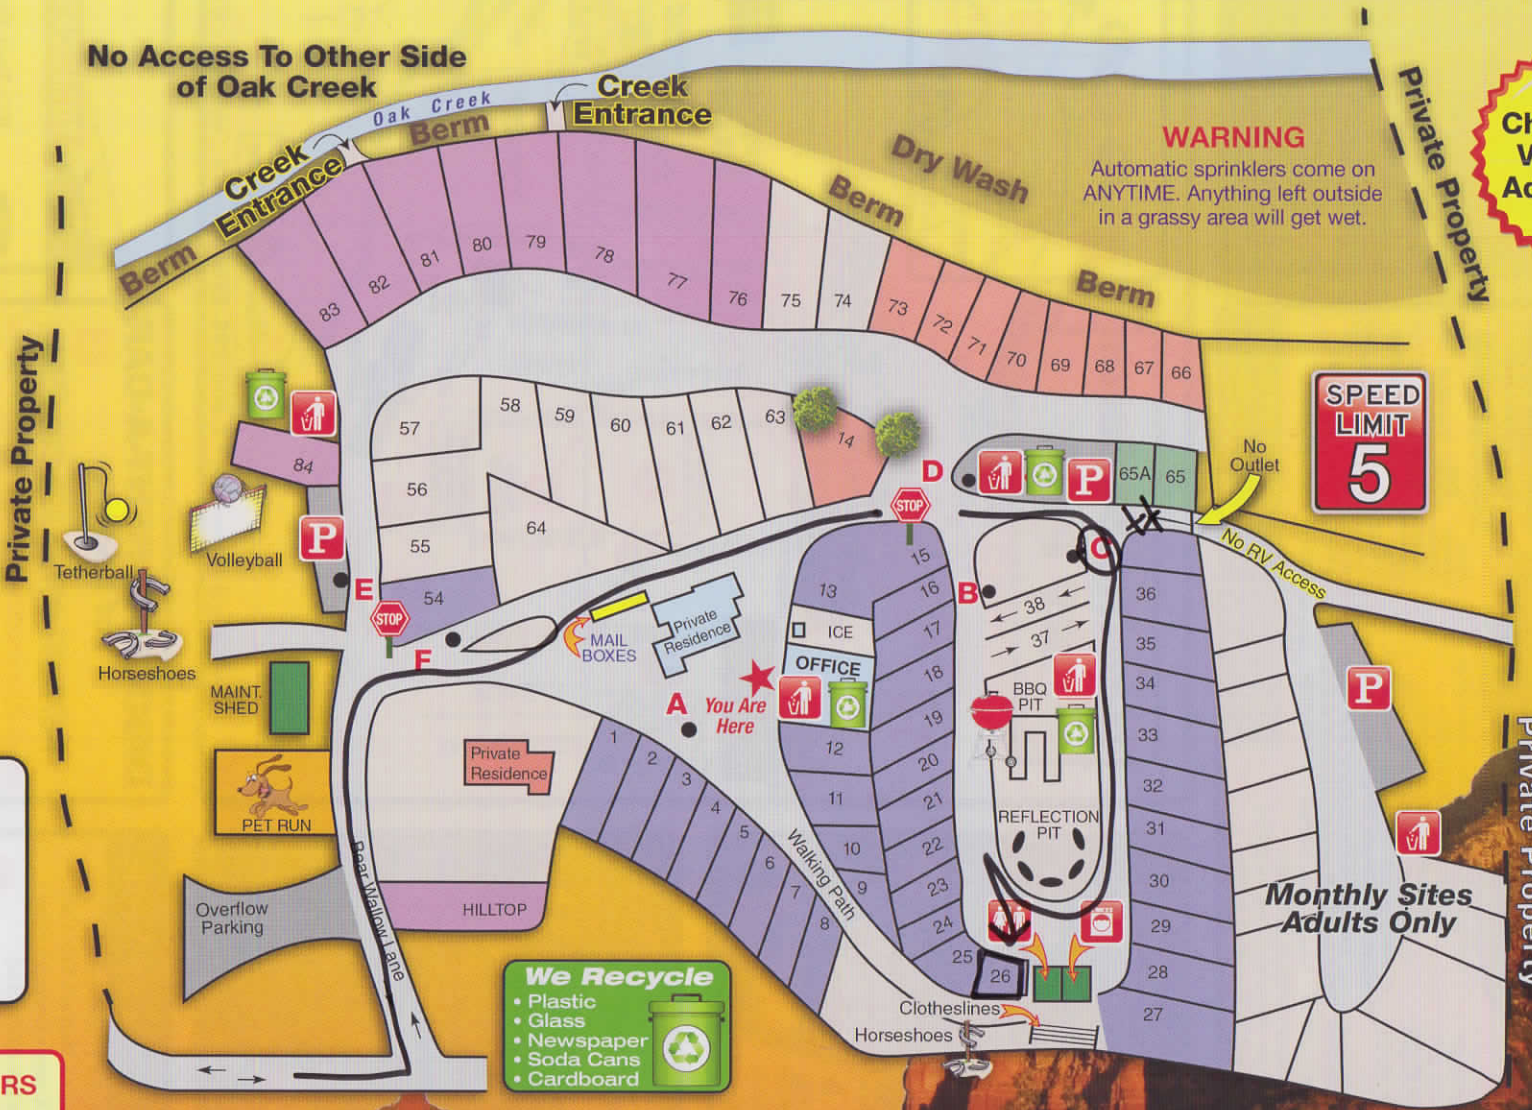 No Access To Other Side
of Oak Creek
Oak Creek
Creek
Entrance
Creek
Entrance
Berm
Berm
Berm
Berm
Dry Wash
WARNING
Automatic sprinklers come on
ANYTIME. Anything left outside
in a grassy area will get wet.
Private Property
Private Property
Private Property
83
82
81
80
79
78
77
76
75
74
73
72
71
70
69
68
67
66
SPEED
LIMIT
5
57
58
59
60
61
62
63
14
56
55
64
54
84
P
Tetherball
Volleyball
Horseshoes
E
STOP
F
D
STOP
P
65A
65
No
Outlet
No RV Access
C
B
15
16
17
18
19
20
21
22
23
24
25
26
13
ICE
OFFICE
12
11
10
9
38
37
BBQ
PIT
REFLECTION
PIT
36
35
34
33
32
31
30
29
28
27
P
Monthly Sites
Adults Only
MAIL
BOXES
Private
Residence
A
You Are
Here
Private
Residence
1
2
3
4
5
6
7
8
Walking Path
MAINT.
SHED
PET RUN
Overflow
Parking
HILLTOP
Bear Wallow Lane
We Recycle
• Plastic
• Glass
• Newspaper
• Soda Cans
• Cardboard
Clotheslines
Horseshoes
RS